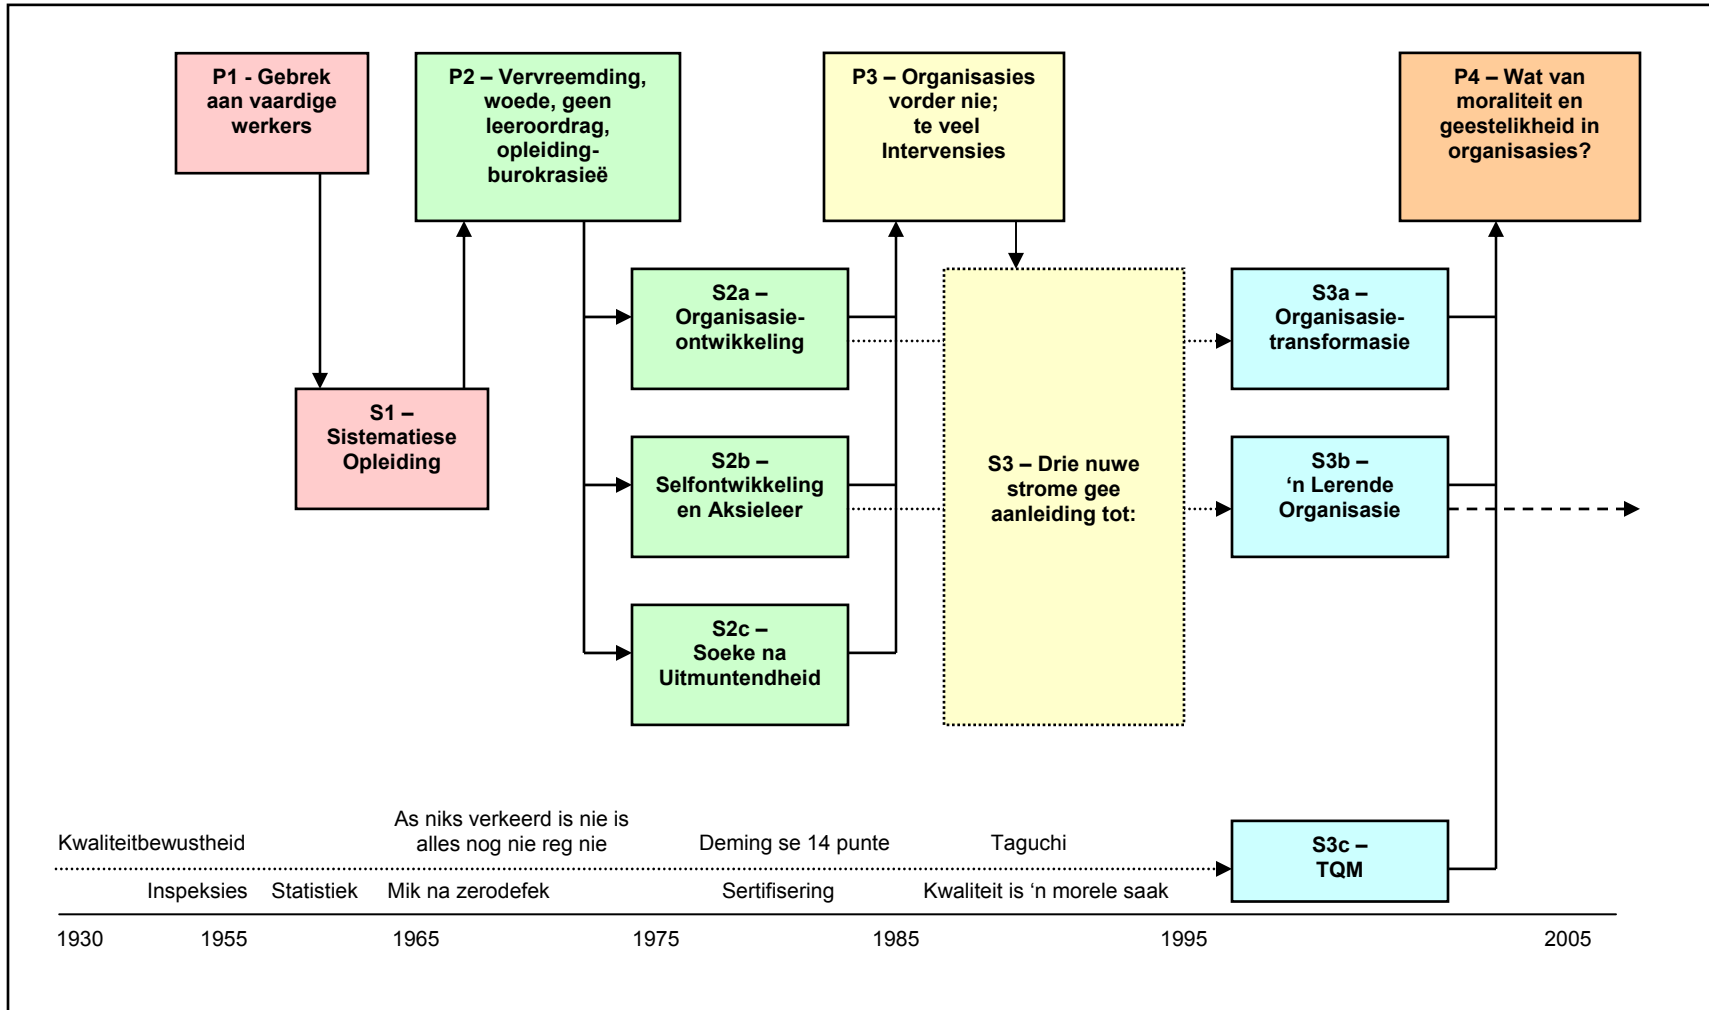 P1 - Gebrek
aan vaardige
werkers
P2 – Vervreemding,
woede, geen
leeroordrag,
opleiding-
burokrasieë
P3 – Organisasies
vorder nie;
te veel
Intervensies
P4 – Wat van
moraliteit en
geestelikheid in
organisasies?
S1 –
Sistematiese
Opleiding
S2a –
Organisasie-
ontwikkeling
S2b –
Selfontwikkeling
en Aksieleer
S2c –
Soeke na
Uitmuntendheid
S3 – Drie nuwe
strome gee
aanleiding tot:
S3a –
Organisasie-
transformasie
S3b –
‘n Lerende
Organisasie
S3c –
TQM
Kwaliteitbewustheid
As niks verkeerd is nie is
alles nog nie reg nie
Deming se 14 punte
Taguchi
Inspeksies
Statistiek
Mik na zerodefek
Sertifisering
Kwaliteit is ‘n morele saak
1930
1955
1965
1975
1985
1995
2005